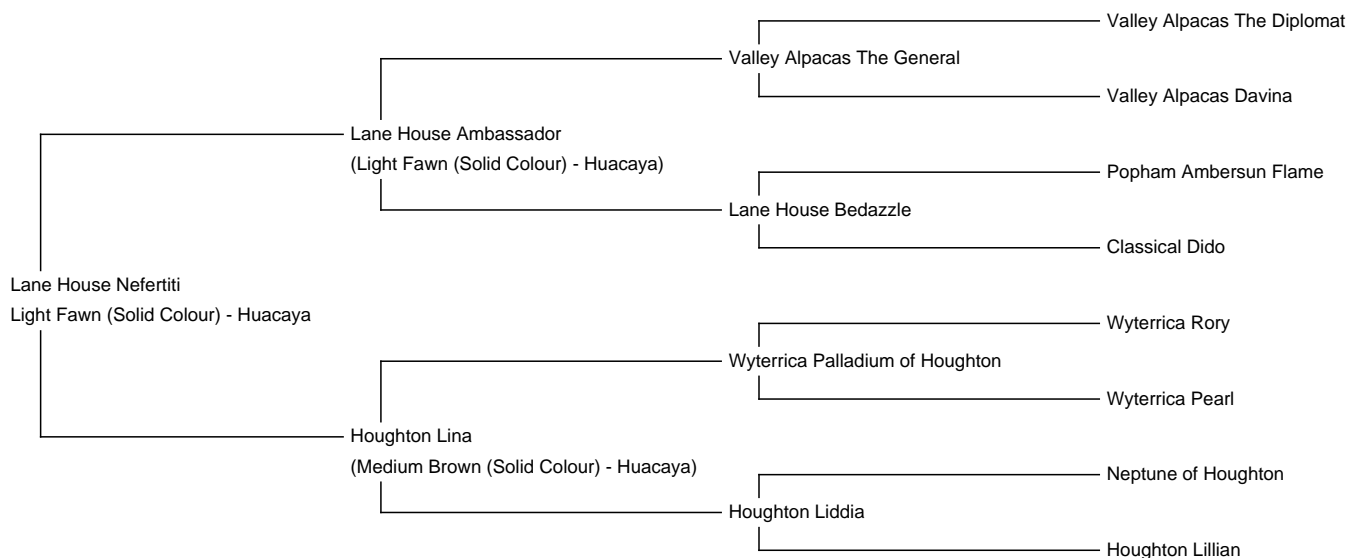 Valley Alpacas The Diplomat
Valley Alpacas The General
Valley Alpacas Davina
Lane House Ambassador
(Light Fawn (Solid Colour) - Huacaya)
Popham Ambersun Flame
Lane House Bedazzle
Classical Dido
Lane House Nefertiti
Light Fawn (Solid Colour) - Huacaya
Wyterrica Rory
Wyterrica Palladium of Houghton
Wyterrica Pearl
Houghton Lina
(Medium Brown (Solid Colour) - Huacaya)
Neptune of Houghton
Houghton Liddia
Houghton Lillian